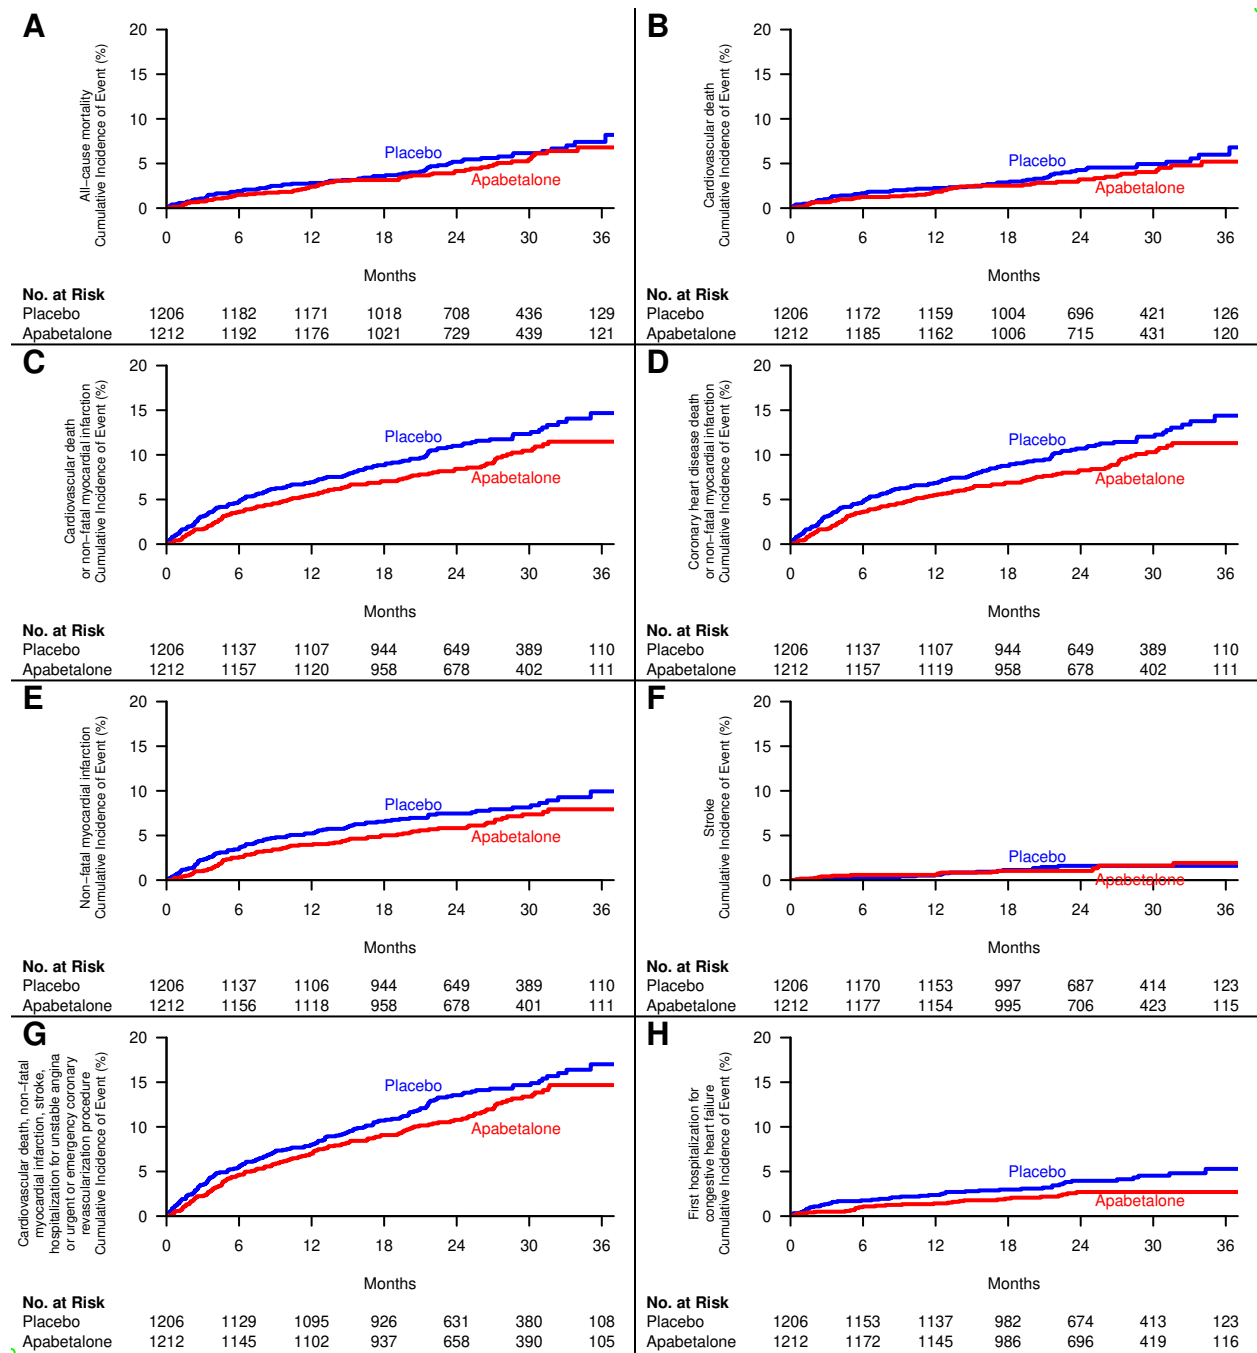 A
All−cause mortality
Cumulative Incidence of Event (%)
20
15
10
5
0
Placebo
Apabetalone
0 6 12 18 24 30 36
Months
No. at Risk
Placebo 1206 1182 1171 1018 708 436 129
Apabetalone 1212 1192 1176 1021 729 439 121
B
Cardiovascular death
Cumulative Incidence of Event (%)
20
15
10
5
0
Placebo
Apabetalone
0 6 12 18 24 30 36
Months
No. at Risk
Placebo 1206 1172 1159 1004 696 421 126
Apabetalone 1212 1185 1162 1006 715 431 120
C
Cardiovascular death
or non−fatal myocardial infarction
Cumulative Incidence of Event (%)
20
15
10
5
0
Placebo
Apabetalone
0 6 12 18 24 30 36
Months
No. at Risk
Placebo 1206 1137 1107 944 649 389 110
Apabetalone 1212 1157 1120 958 678 402 111
D
Coronary heart disease death
or non−fatal myocardial infarction
Cumulative Incidence of Event (%)
20
15
10
5
0
Placebo
Apabetalone
0 6 12 18 24 30 36
Months
No. at Risk
Placebo 1206 1137 1107 944 649 389 110
Apabetalone 1212 1157 1119 958 678 402 111
E
Non−fatal myocardial infarction
Cumulative Incidence of Event (%)
20
15
10
5
0
Placebo
Apabetalone
0 6 12 18 24 30 36
Months
No. at Risk
Placebo 1206 1137 1106 944 649 389 110
Apabetalone 1212 1156 1118 958 678 401 111
F
Stroke
Cumulative Incidence of Event (%)
20
15
10
5
0
Placebo
Apabetalone
0 6 12 18 24 30 36
Months
No. at Risk
Placebo 1206 1170 1153 997 687 414 123
Apabetalone 1212 1177 1154 995 706 423 115
G
Cardiovascular death, non−fatal
myocardial infarction, stroke,
hospitalization for unstable angina
or urgent or emergency coronary
revascularization procedure
Cumulative Incidence of Event (%)
20
15
10
5
0
Placebo
Apabetalone
0 6 12 18 24 30 36
Months
No. at Risk
Placebo 1206 1129 1095 926 631 380 108
Apabetalone 1212 1145 1102 937 658 390 105
H
First hospitalization for
congestive heart failure
Cumulative Incidence of Event (%)
20
15
10
5
0
Placebo
Apabetalone
0 6 12 18 24 30 36
Months
No. at Risk
Placebo 1206 1153 1137 982 674 413 123
Apabetalone 1212 1172 1145 986 696 419 116